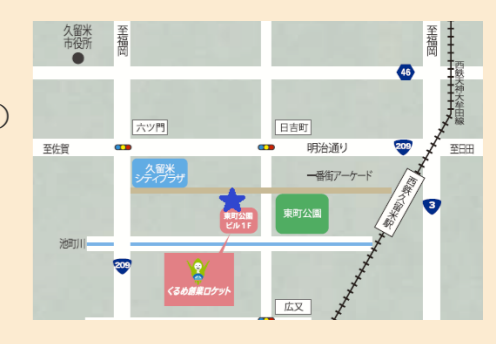 久留米
市役所
至福岡
至福岡
46
西鉄天神大牟田線
六ツ門
日吉町
至佐賀
明治通り
209
至日田
久留米
シティプラザ
一番街アーケード
西鉄久留米駅
東町公園
ビル1F
東町公園
3
池町川
209
くるめ創業ロケット
広又